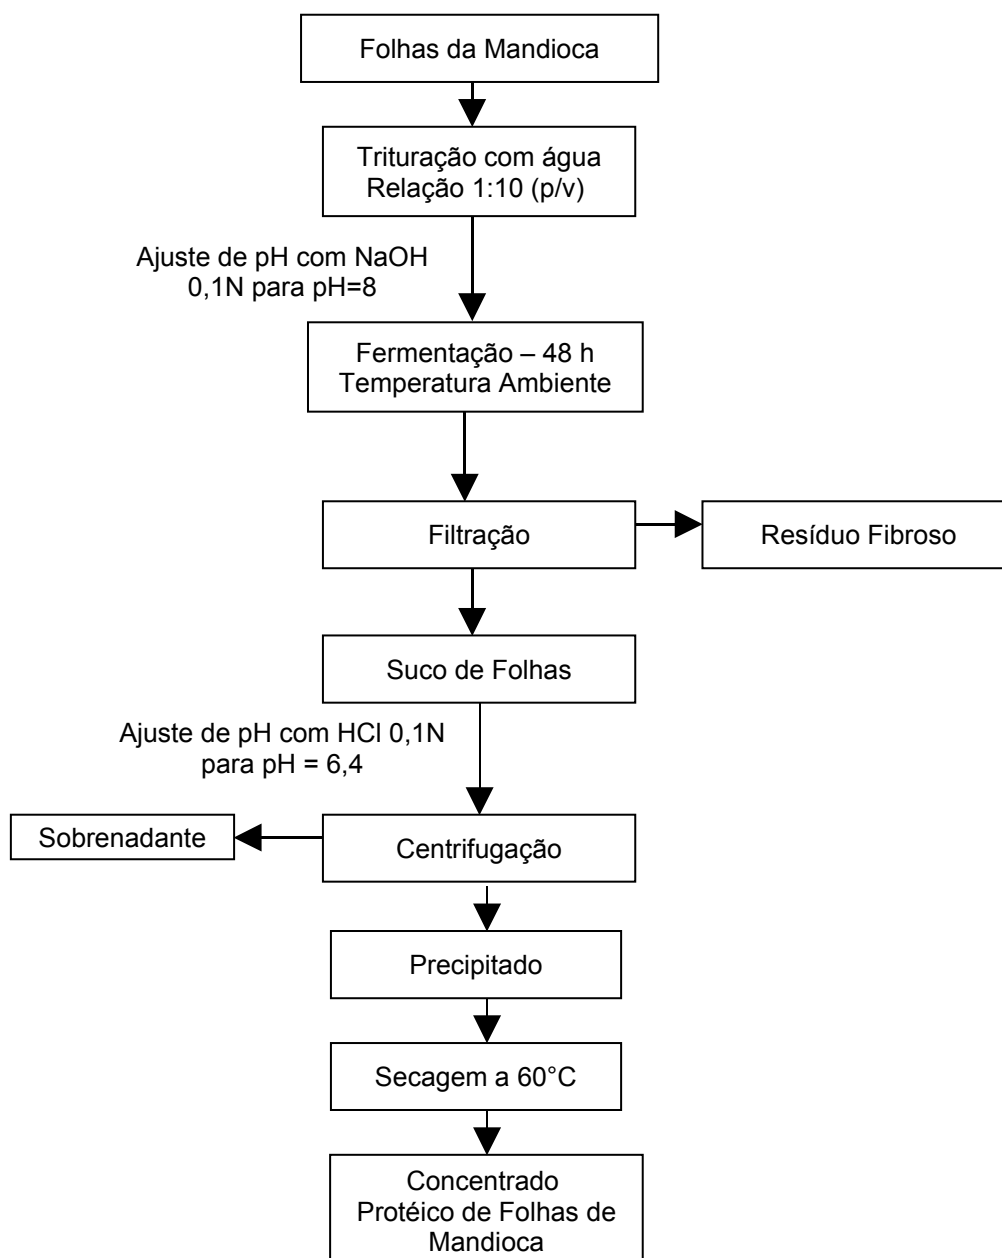 Folhas da Mandioca
Trituração com água
Relação 1:10 (p/v)
Ajuste de pH com NaOH
0,1N para pH=8
Fermentação – 48 h
Temperatura Ambiente
Filtração
Resíduo Fibroso
Suco de Folhas
Ajuste de pH com HCl 0,1N
para pH = 6,4
Sobrenadante
Centrifugação
Precipitado
Secagem a 60°C
Concentrado
Protéico de Folhas de
Mandioca